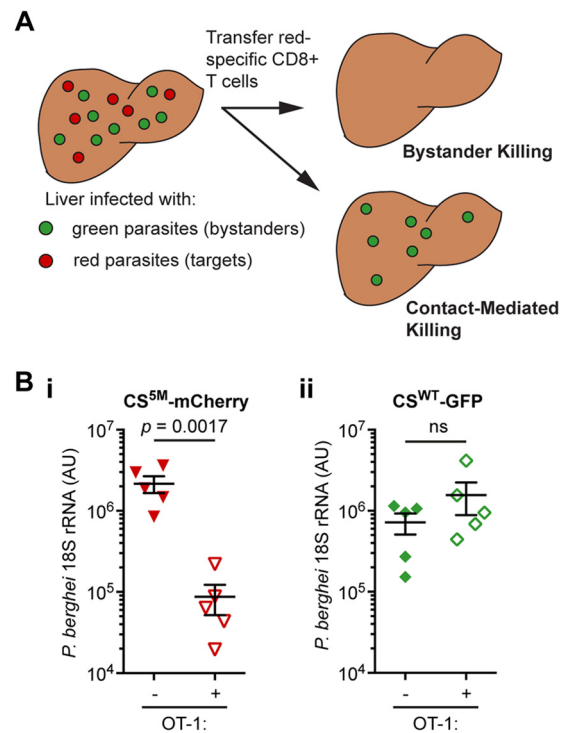 A
Transfer red-
specific CD8+
T cells
Bystander Killing
Liver infected with:
green parasites (bystanders)
red parasites (targets)
Contact-Mediated
Killing
B i
CS5M-mCherry
p = 0.0017
P. berghei 18S rRNA (AU)
10⁷
10⁶
10⁵
10⁴
- +
OT-1:
ii
CSWT-GFP
ns
P. berghei 18S rRNA (AU)
10⁷
10⁶
10⁵
10⁴
- +
OT-1: